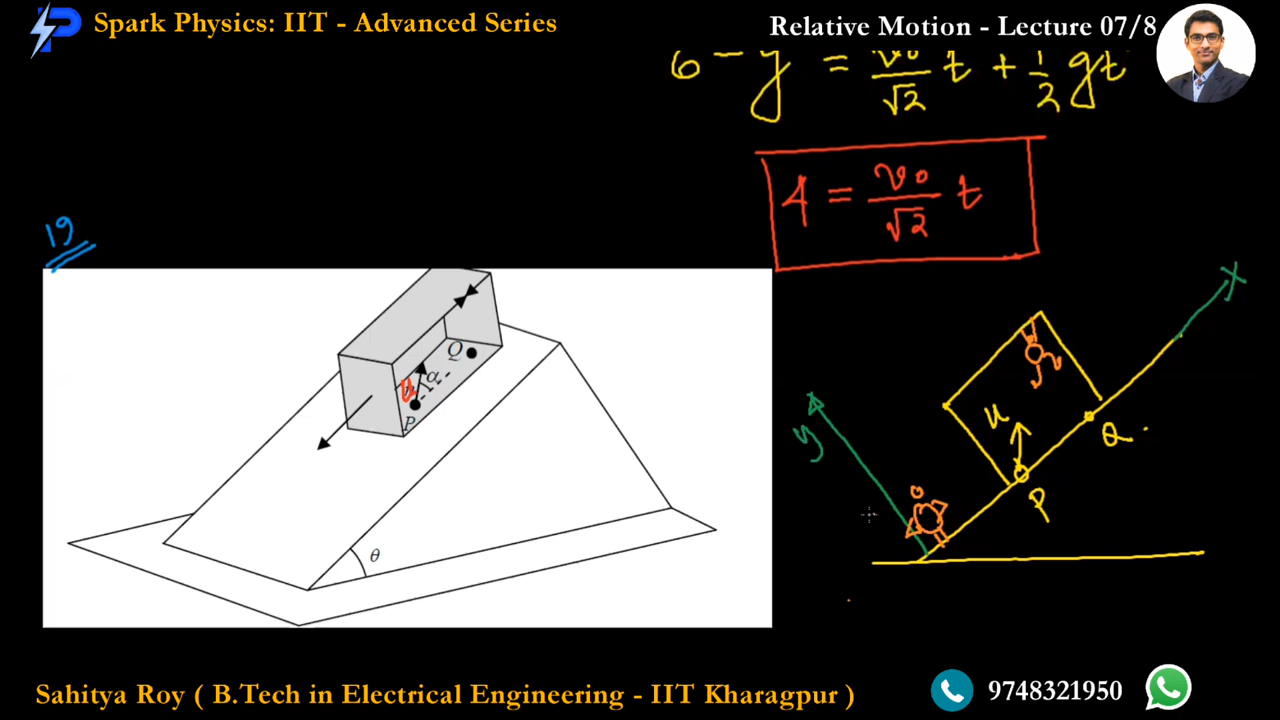 Spark Physics: IIT - Advanced Series
Relative Motion - Lecture 07/8
6 - y = v0/√2 t + 1/2 gt
4 = v0/√2 t
19
Q
α
u
P
θ
x
y
u
Q
P
Sahitya Roy ( B.Tech in Electrical Engineering - IIT Kharagpur )
9748321950